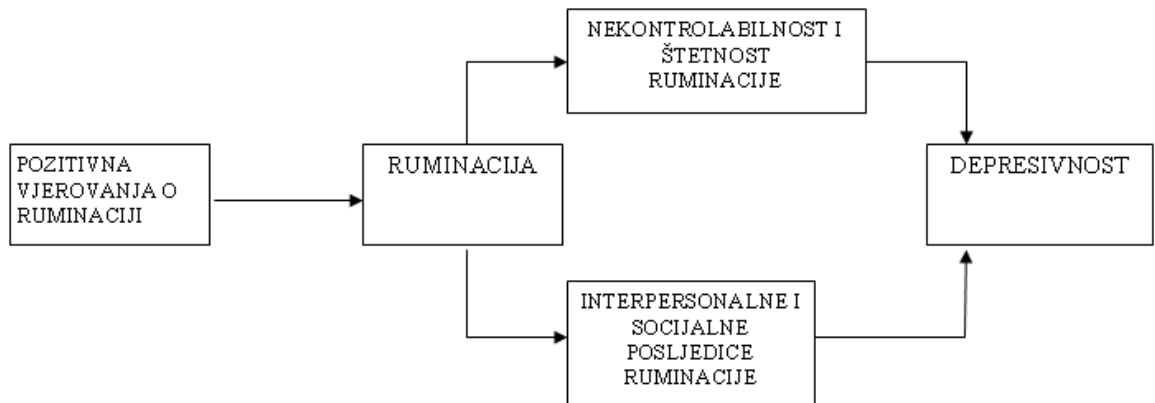 NEKONTROLABILNOST I
ŠTETNOST
RUMINACIJE
POZITIVNA
VJEROVANJA O
RUMINACIJI
RUMINACIJA
DEPRESIVNOST
INTERPERSONALNE I
SOCIJALNE
POSLJEDICE
RUMINACIJE